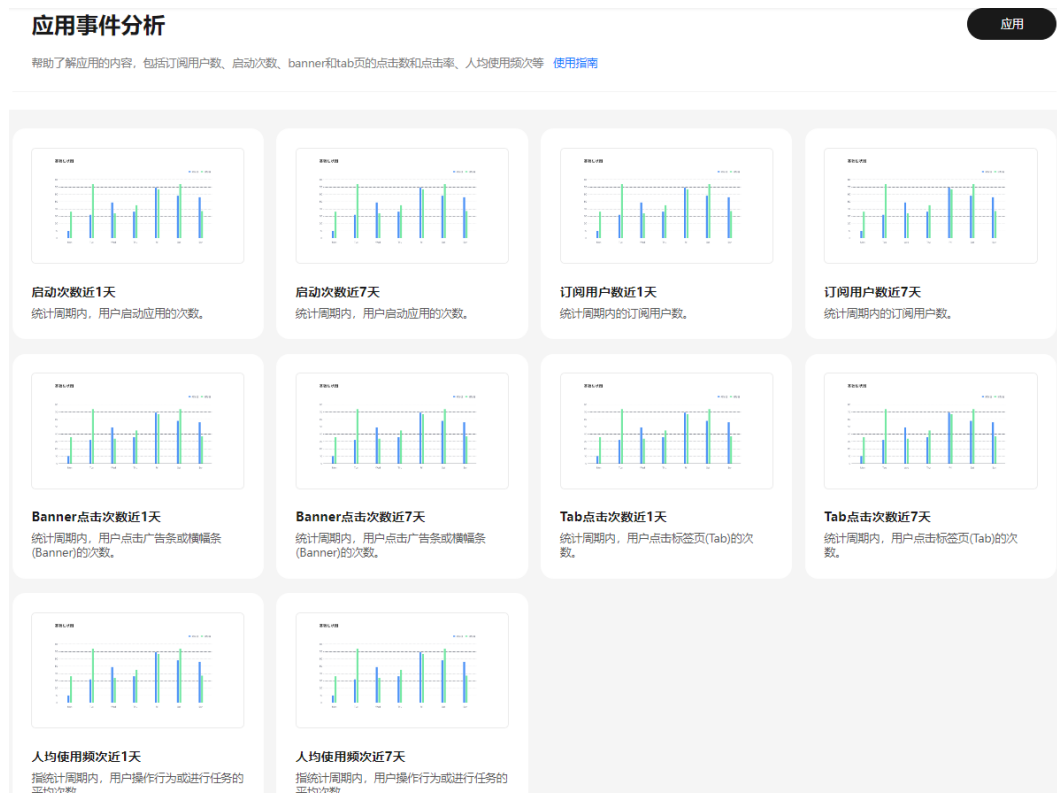 应用事件分析
应用
帮助了解应用的内容，包括订阅用户数、启动次数、banner和tab页的点击数和点击率、人均使用频次等 使用指南
启动次数近1天
统计周期内，用户启动应用的次数。
启动次数近7天
统计周期内，用户启动应用的次数。
订阅用户数近1天
统计周期内的订阅用户数。
订阅用户数近7天
统计周期内的订阅用户数。
Banner点击次数近1天
统计周期内，用户点击广告条或横幅条
(Banner)的次数。
Banner点击次数近7天
统计周期内，用户点击广告条或横幅条
(Banner)的次数。
Tab点击次数近1天
统计周期内，用户点击标签页(Tab)的次
数。
Tab点击次数近7天
统计周期内，用户点击标签页(Tab)的次
数。
人均使用频次近1天
指统计周期内，用户操作行为或进行任务的
平均次数
人均使用频次近7天
指统计周期内，用户操作行为或进行任务的
平均次数